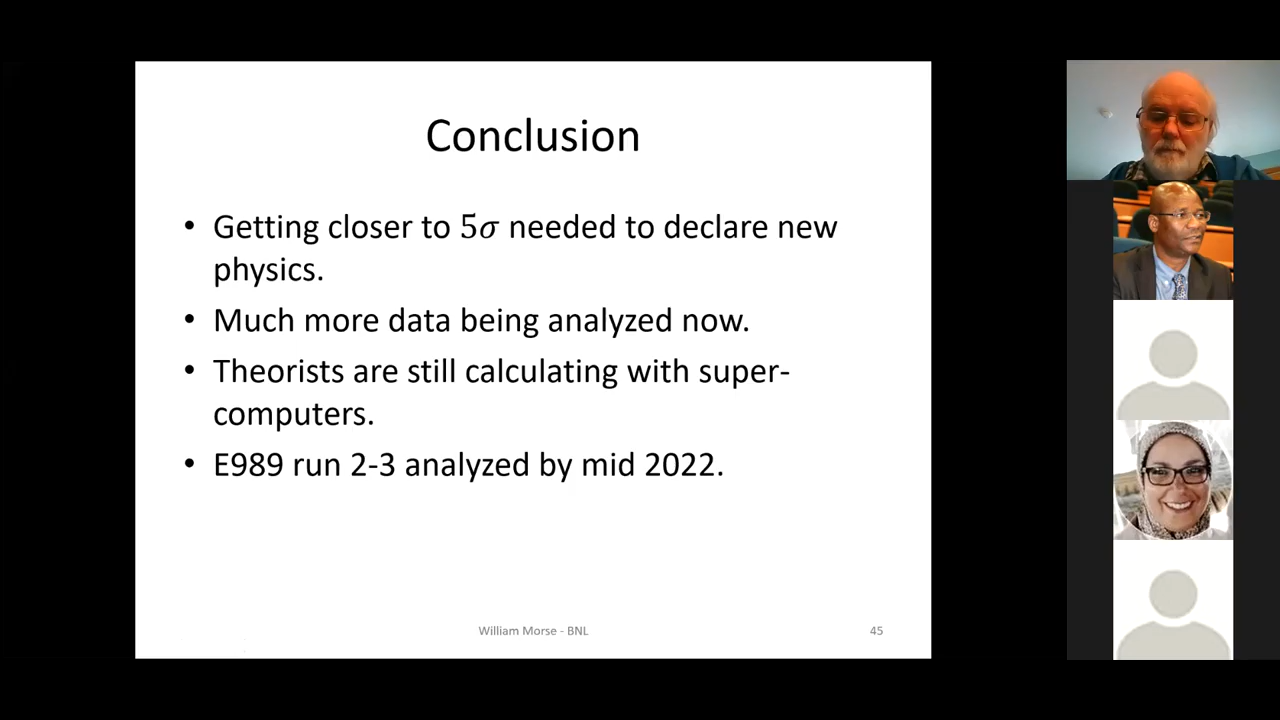 Conclusion
• Getting closer to 5σ needed to declare new
physics.
• Much more data being analyzed now.
• Theorists are still calculating with super-
computers.
• E989 run 2-3 analyzed by mid 2022.
William Morse - BNL
45